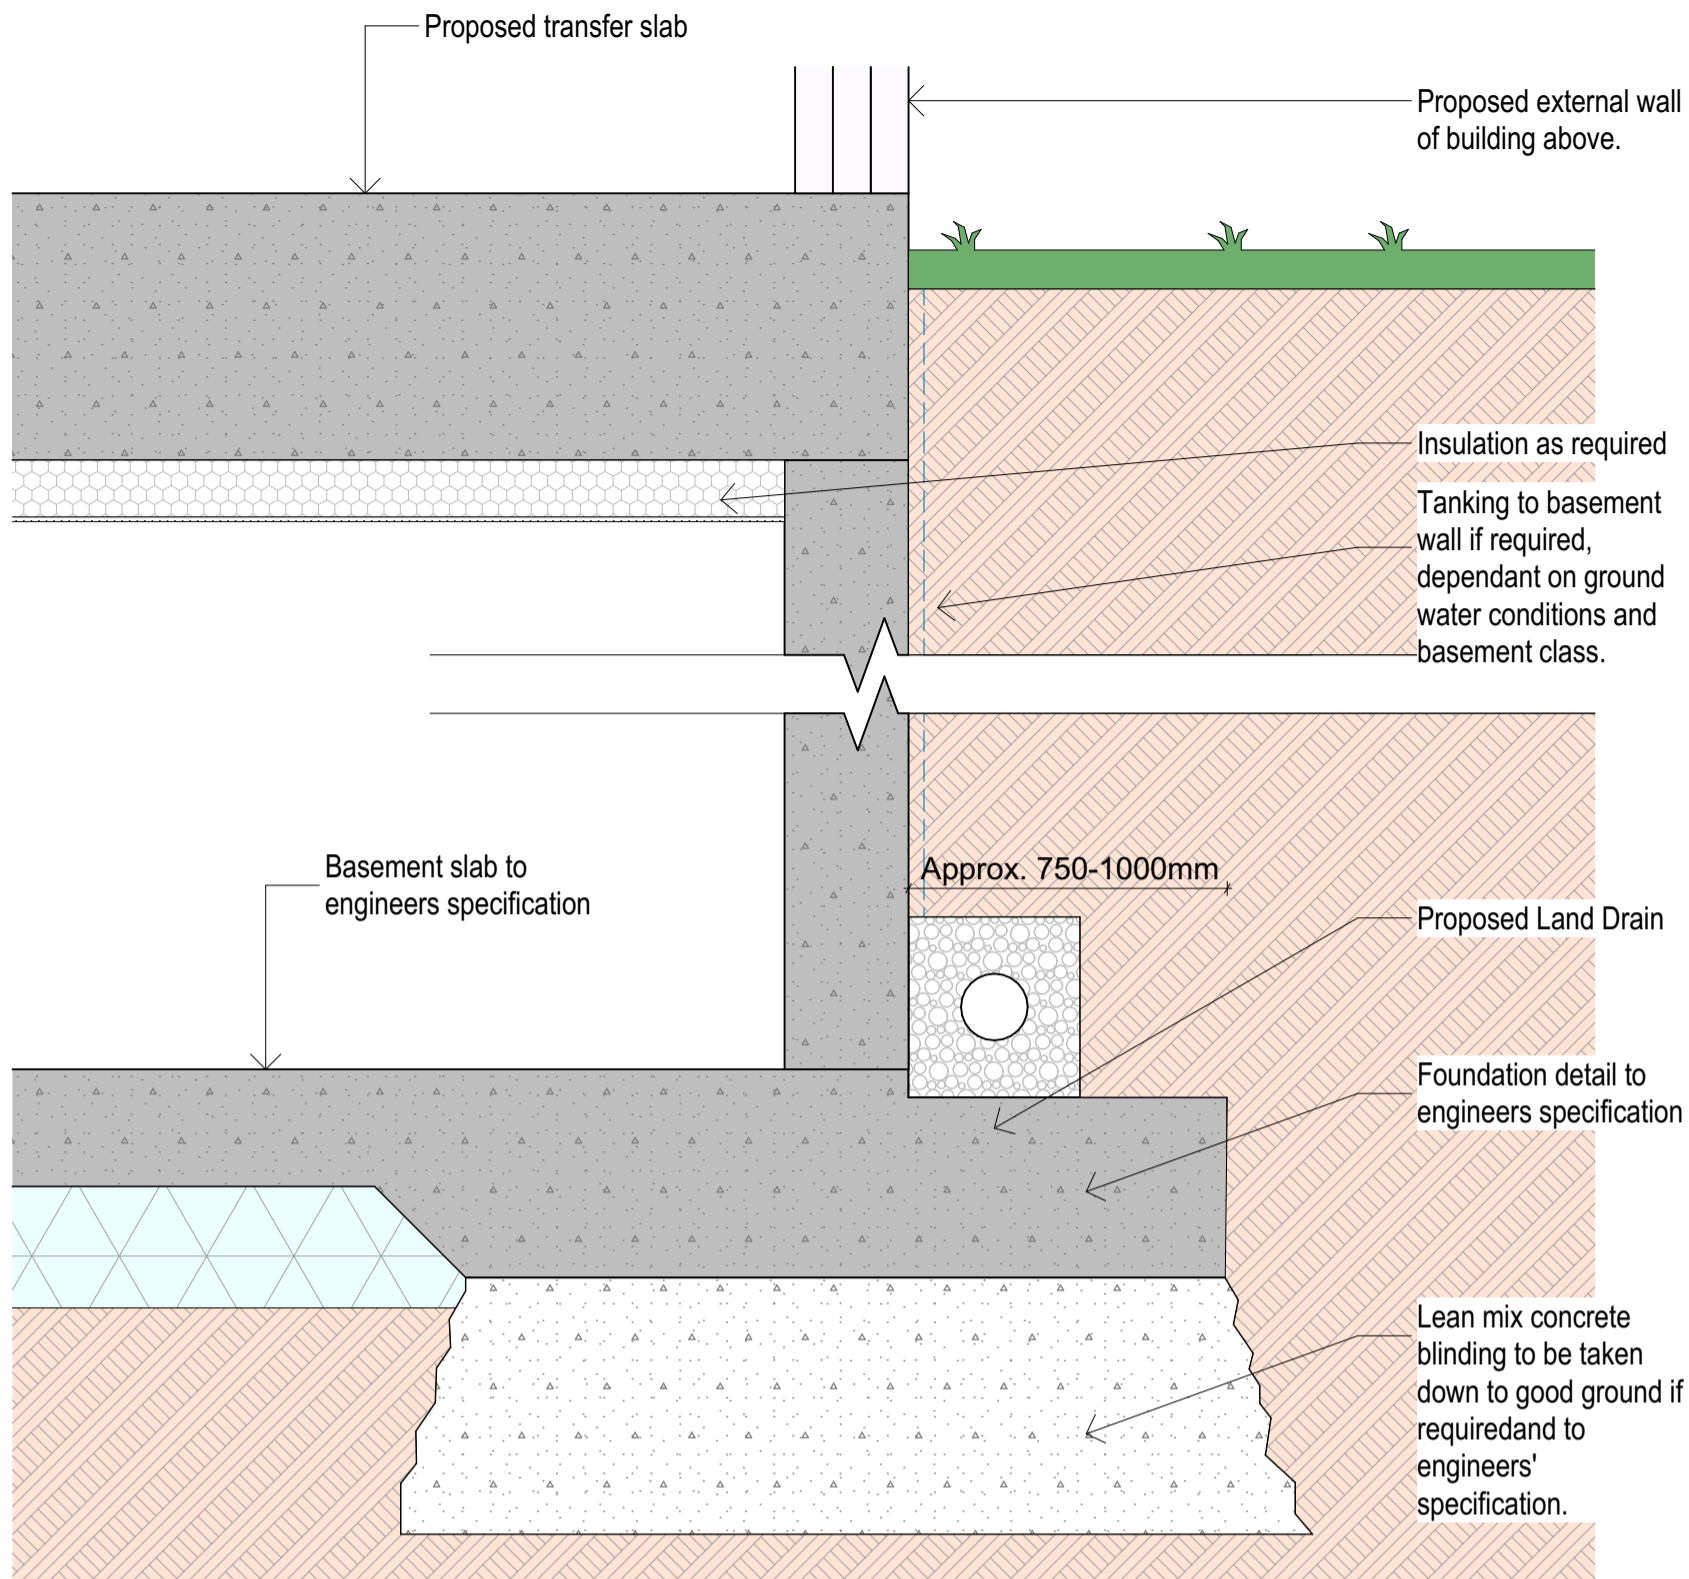 Proposed transfer slab
Proposed external wall
of building above.
Insulation as required
Tanking to basement
wall if required,
dependant on ground
water conditions and
basement class.
Approx. 750-1000mm
Basement slab to
engineers specification
Proposed Land Drain
Foundation detail to
engineers specification
Lean mix concrete
blinding to be taken
down to good ground if
requiredand to
engineers'
specification.